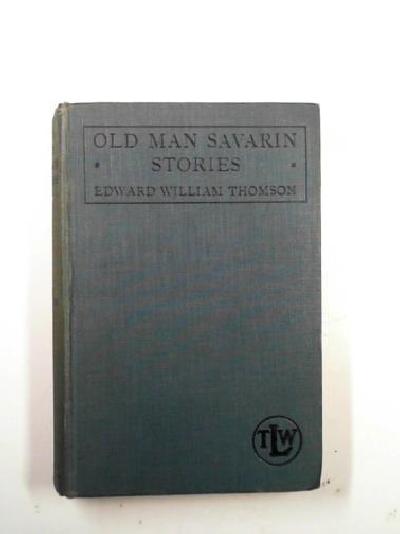 OLD MAN SAVARIN
• STORIES •
EDWARD WILLIAM THOMSON
TLW